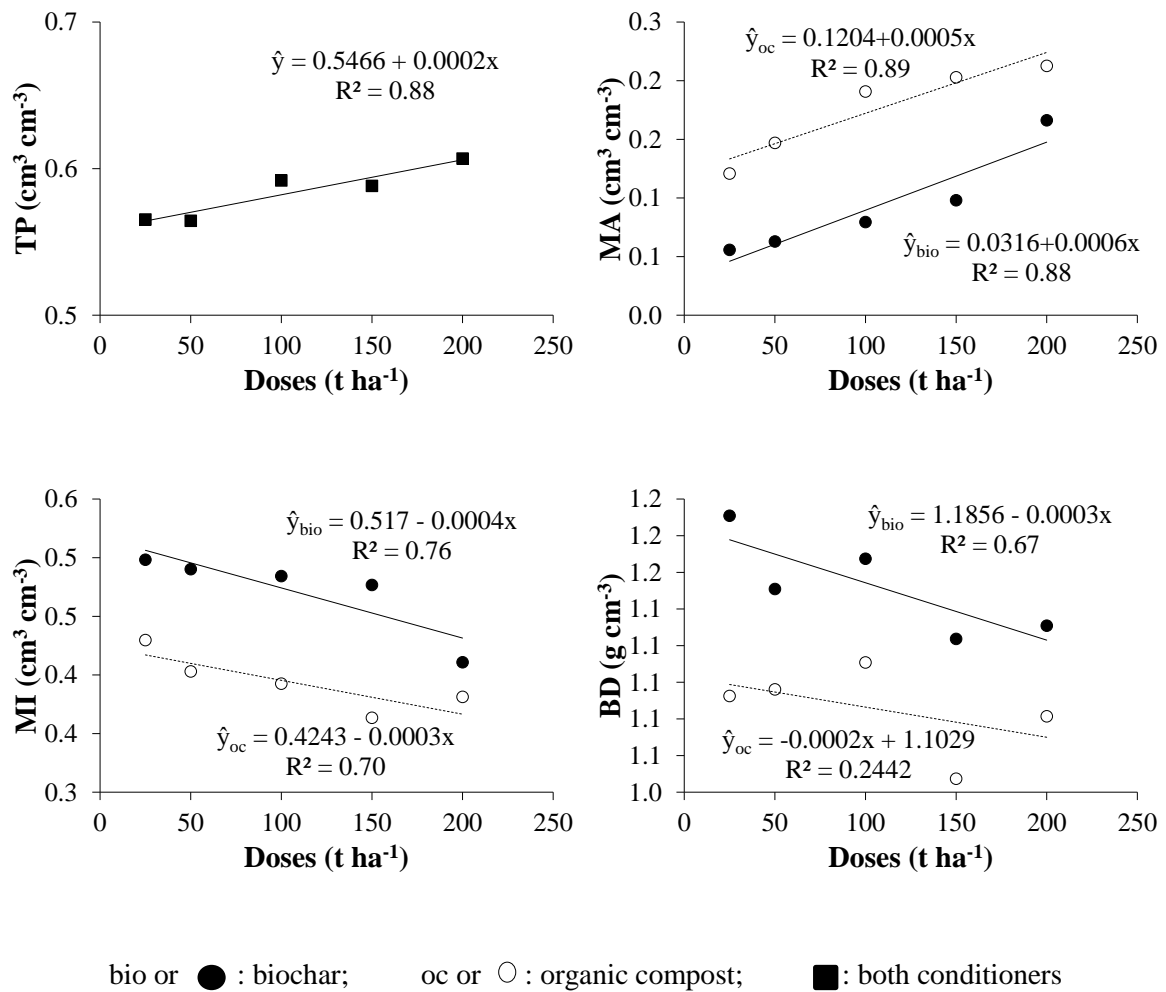 0.7
0.6
0.5
TP (cm³ cm⁻³)
ŷ = 0.5466 + 0.0002x
R² = 0.88
0 50 100 150 200 250
Doses (t ha⁻¹)
0.3
0.2
0.2
0.1
0.1
0.0
MA (cm³ cm⁻³)
ŷoc = 0.1204+0.0005x
R² = 0.89
ŷbio = 0.0316+0.0006x
R² = 0.88
0 50 100 150 200 250
Doses (t ha⁻¹)
0.6
0.5
0.5
0.4
0.4
0.3
MI (cm³ cm⁻³)
ŷbio = 0.517 - 0.0004x
R² = 0.76
ŷoc = 0.4243 - 0.0003x
R² = 0.70
0 50 100 150 200 250
Doses (t ha⁻¹)
1.2
1.2
1.2
1.1
1.1
1.1
1.1
1.1
1.0
BD (g cm⁻³)
ŷbio = 1.1856 - 0.0003x
R² = 0.67
ŷoc = -0.0002x + 1.1029
R² = 0.2442
0 50 100 150 200 250
Doses (t ha⁻¹)
bio or ● : biochar; oc or ○ : organic compost; ■ : both conditioners